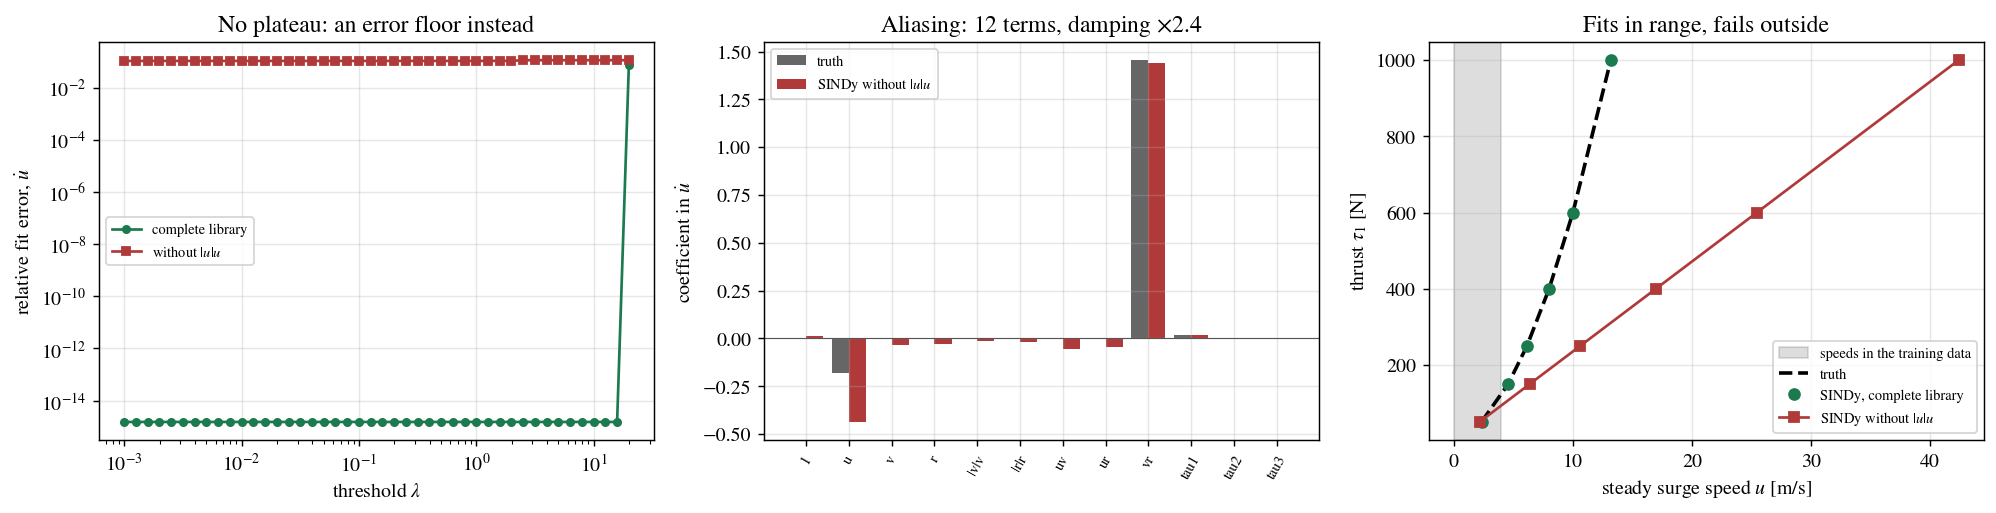 No plateau: an error floor instead
relative fit error, u̇
10⁻²
10⁻⁴
10⁻⁶
10⁻⁸
10⁻¹⁰
10⁻¹²
10⁻¹⁴
complete library
without |u|u
10⁻³
10⁻²
10⁻¹
10⁰
10¹
threshold λ
Aliasing: 12 terms, damping ×2.4
coefficient in u̇
1.50
1.25
1.00
0.75
0.50
0.25
0.00
−0.25
−0.50
truth
SINDy without |u|u
1
u
v
r
|v|v
|r|r
uv
ur
vr
tau1
tau2
tau3
Fits in range, fails outside
thrust τ₁ [N]
1000
800
600
400
200
speeds in the training data
truth
SINDy, complete library
SINDy without |u|u
0
10
20
30
40
steady surge speed u [m/s]